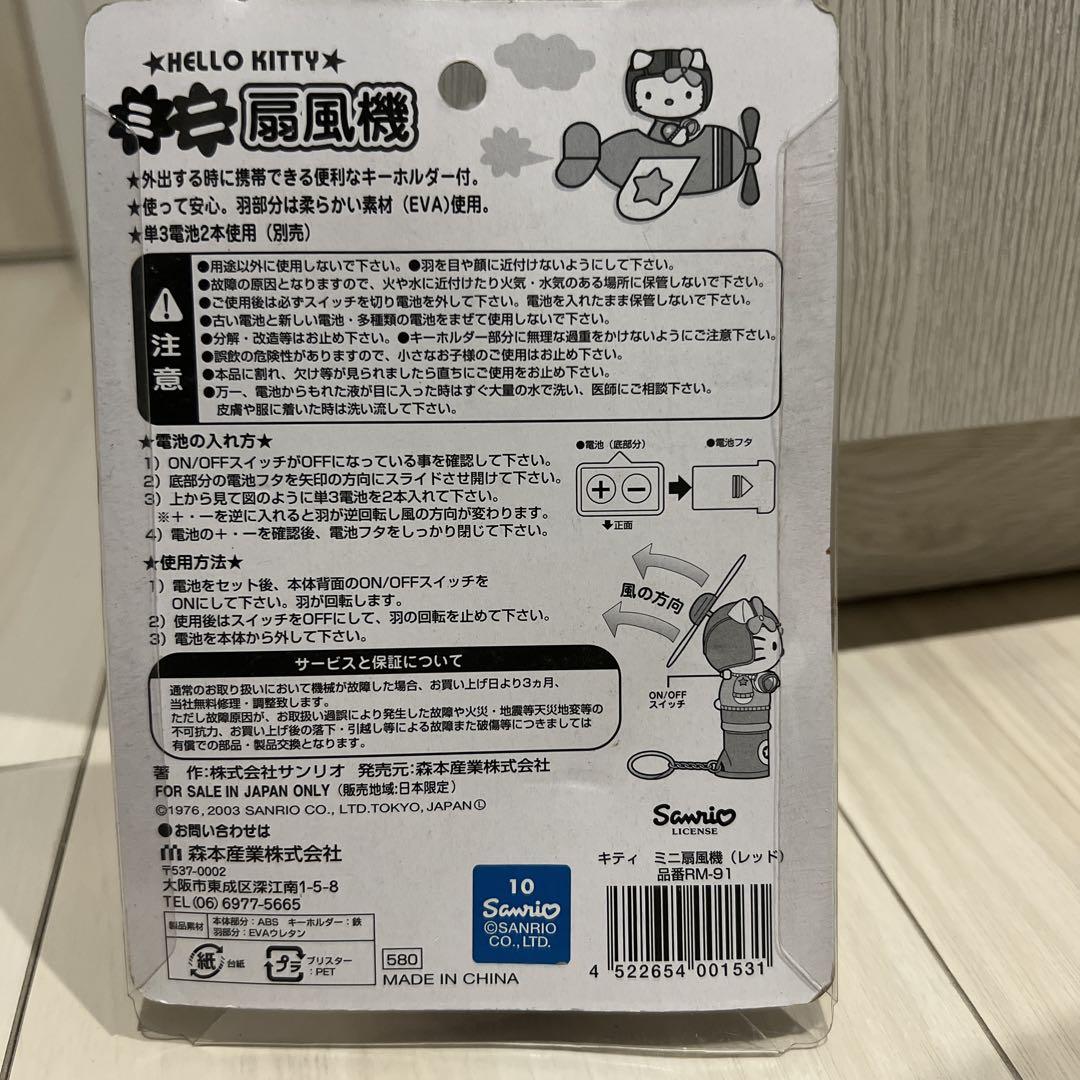 ★HELLO KITTY★
ミニ扇風機
★外出する時に携帯できる便利なキーホルダー付。
★使って安心。羽部分は柔らかい素材（EVA)使用。
★単3電池2本使用（別売）
注意
●用途以外に使用しないで下さい。●羽を目や顔に近付けないようにして下さい。
●故障の原因となりますので、火や水に近付けたり火気・水気のある場所に保管しないで下さい。
●ご使用後は必ずスイッチを切り電池を外して下さい。電池を入れたまま保管しないで下さい。
●古い電池と新しい電池・多種類の電池をまぜて使用しないで下さい。
●分解・改造等はお止め下さい。●キーホルダー部分に無理な過重をかけないようにご注意下さい。
●誤飲の危険性がありますので、小さなお子様のご使用はお止め下さい。
●本品に割れ、欠け等が見られましたら直ちにご使用をお止め下さい。
●万一、電池からもれた液が目に入った時はすぐ大量の水で洗い、医師にご相談下さい。
皮膚や服に着いた時は洗い流して下さい。
★電池の入れ方★
1）ON/OFFスイッチがOFFになっている事を確認して下さい。
2）底部分の電池フタを矢印の方向にスライドさせ開けて下さい。
3）上から見て図のように単3電池を2本入れて下さい。
※＋・ーを逆に入れると羽が逆回転し風の方向が変わります。
4）電池の＋・ーを確認後、電池フタをしっかり閉じて下さい。
●電池（底部分）
●電池フタ
＋ －
正面
★使用方法★
1）電池をセット後、本体背面のON/OFFスイッチを
ONにして下さい。羽が回転します。
2）使用後はスイッチをOFFにして、羽の回転を止めて下さい。
3）電池を本体から外して下さい。
風の方向
ON/OFF
スイッチ
サービスと保証について
通常のお取り扱いにおいて機械が故障した場合、お買い上げ日より3ヵ月、
当社無料修理・調整致します。
ただし故障原因が、お取扱い過誤により発生した故障や火災・地震等天災地変等の
不可抗力、お買い上げ後の落下・引越し等による故障また破傷等につきましては
有償での部品・製品交換となります。
著　作:株式会社サンリオ　発売元:森本産業株式会社
FOR SALE IN JAPAN ONLY（販売地域:日本限定）
©1976, 2003 SANRIO CO., LTD.TOKYO, JAPAN Ⓛ
●お問い合わせは
森本産業株式会社
〒537-0002
大阪市東成区深江南1-5-8
TEL(06) 6977-5665
製品素材
本体部分：ABS　キーホルダー：鉄
羽部分：EVAウレタン
紙 台紙
プラ ブリスター
:PET
580
MADE IN CHINA
10
Sanrio
©SANRIO
CO., LTD.
Sanrio
LICENSE
キティ　ミニ扇風機（レッド）
品番RM-91
4 522654 001531